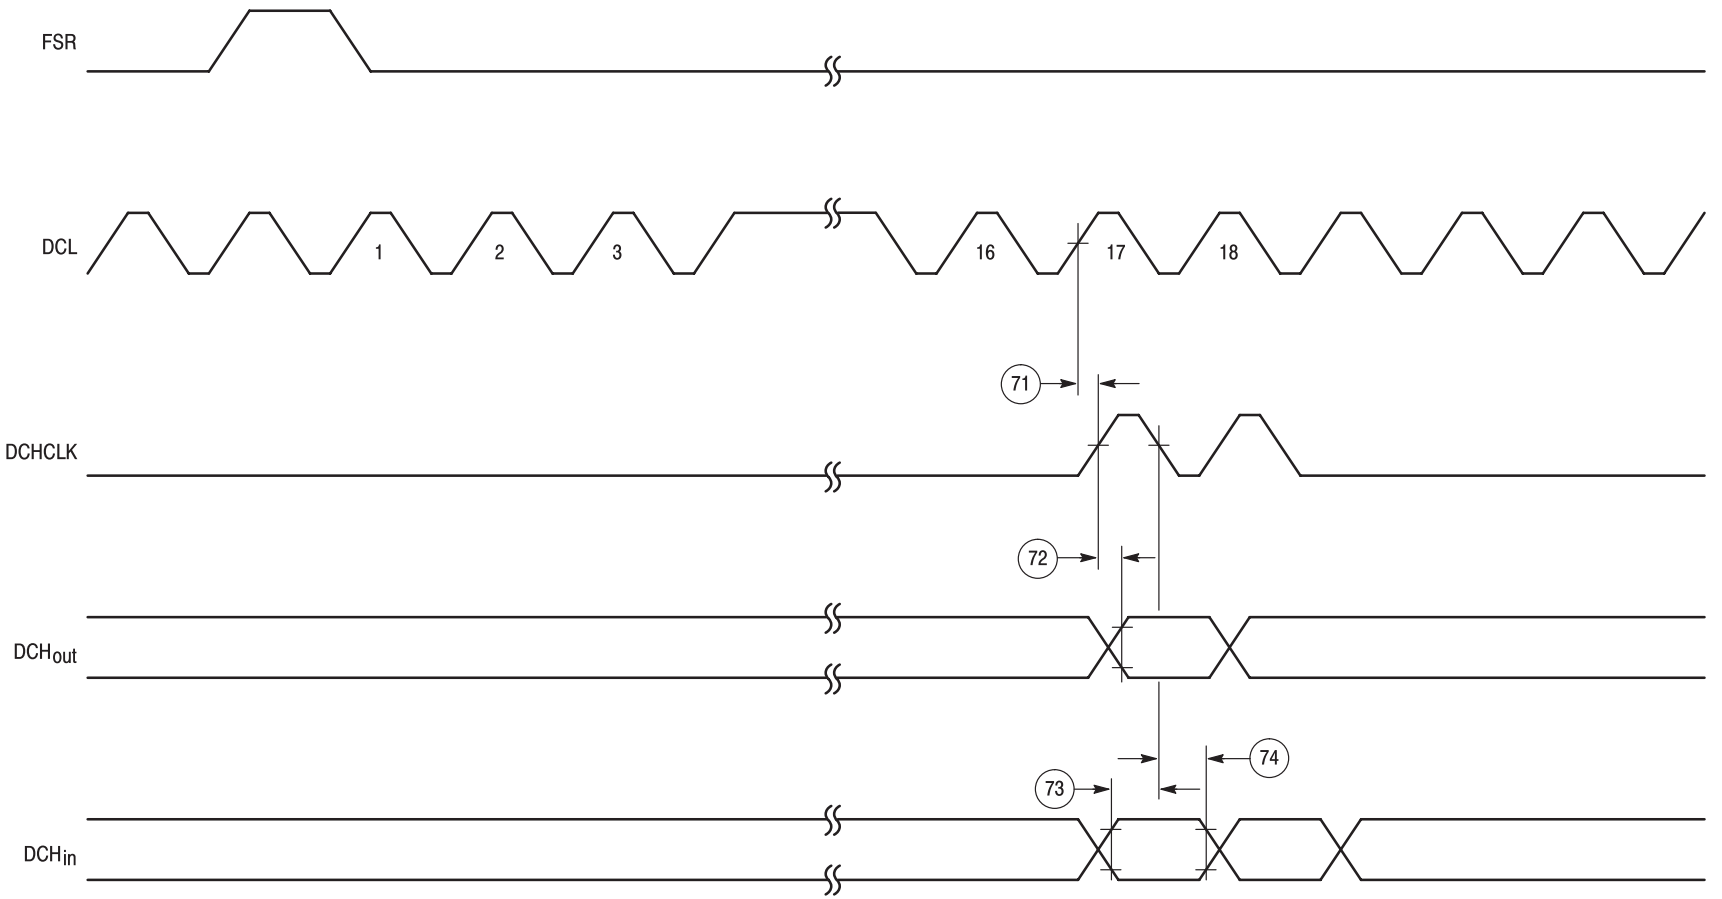 FSR
DCL
1 2 3 16 17 18
71
DCHCLK
72
DCHout
74
73
DCHin